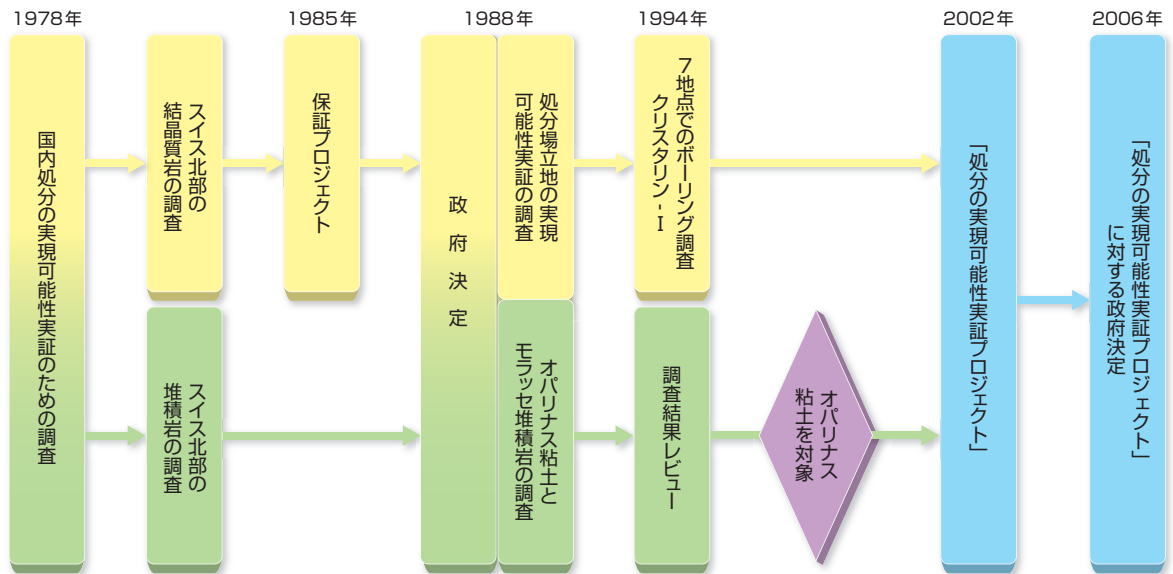 1978年
1985年
1988年
1994年
2002年
2006年
国内処分の実現可能性実証のための調査
スイス北部の
結晶質岩の調査
スイス北部の
堆積岩の調査
保証プロジェクト
政府決定
処分場立地の実現
可能性実証の調査
オパリナス粘土と
モラッセ堆積岩の調査
7地点でのボーリング調査
クリスタリン-I
調査結果レビュー
オパリナス
粘土を対象
「処分の実現可能性実証プロジェクト」
「処分の実現可能性実証プロジェクト」
に対する政府決定